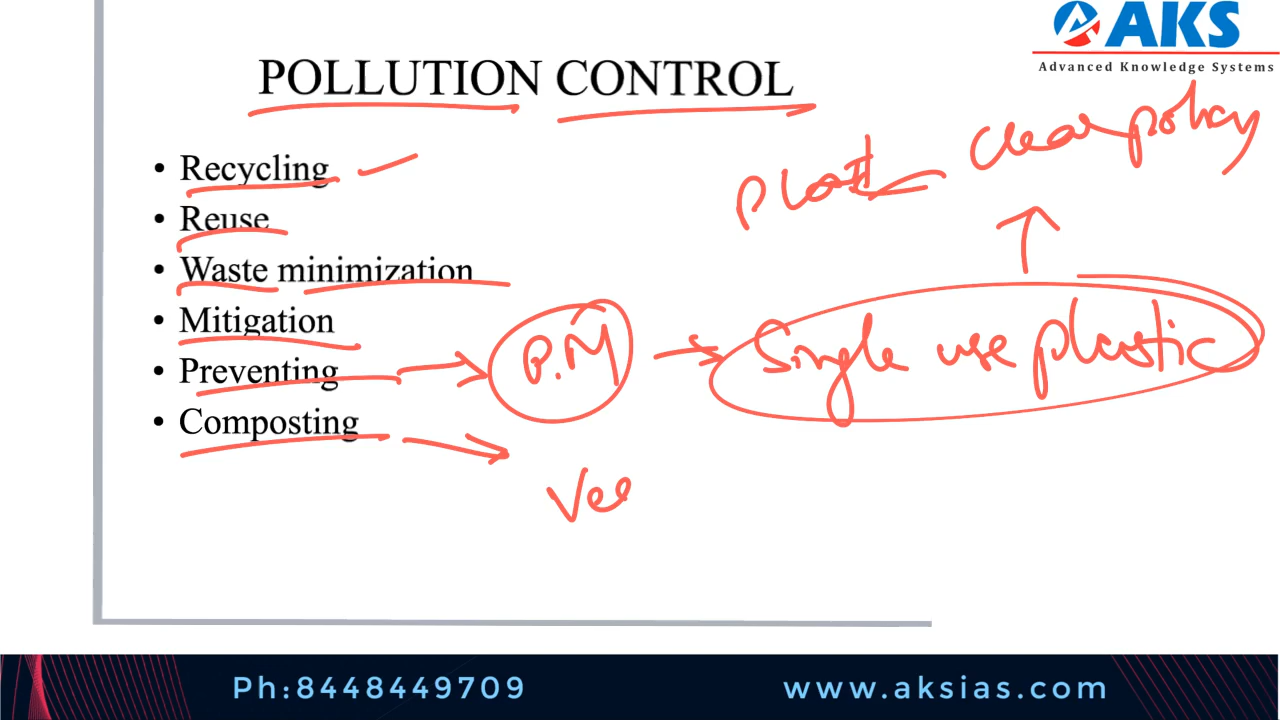 AKS
Advanced Knowledge Systems
POLLUTION CONTROL
clear policy
• Recycling
• Reuse
• Waste minimization
• Mitigation
• Preventing
P.M
Single use plastic
• Composting
Ph:8448449709
www.aksias.com